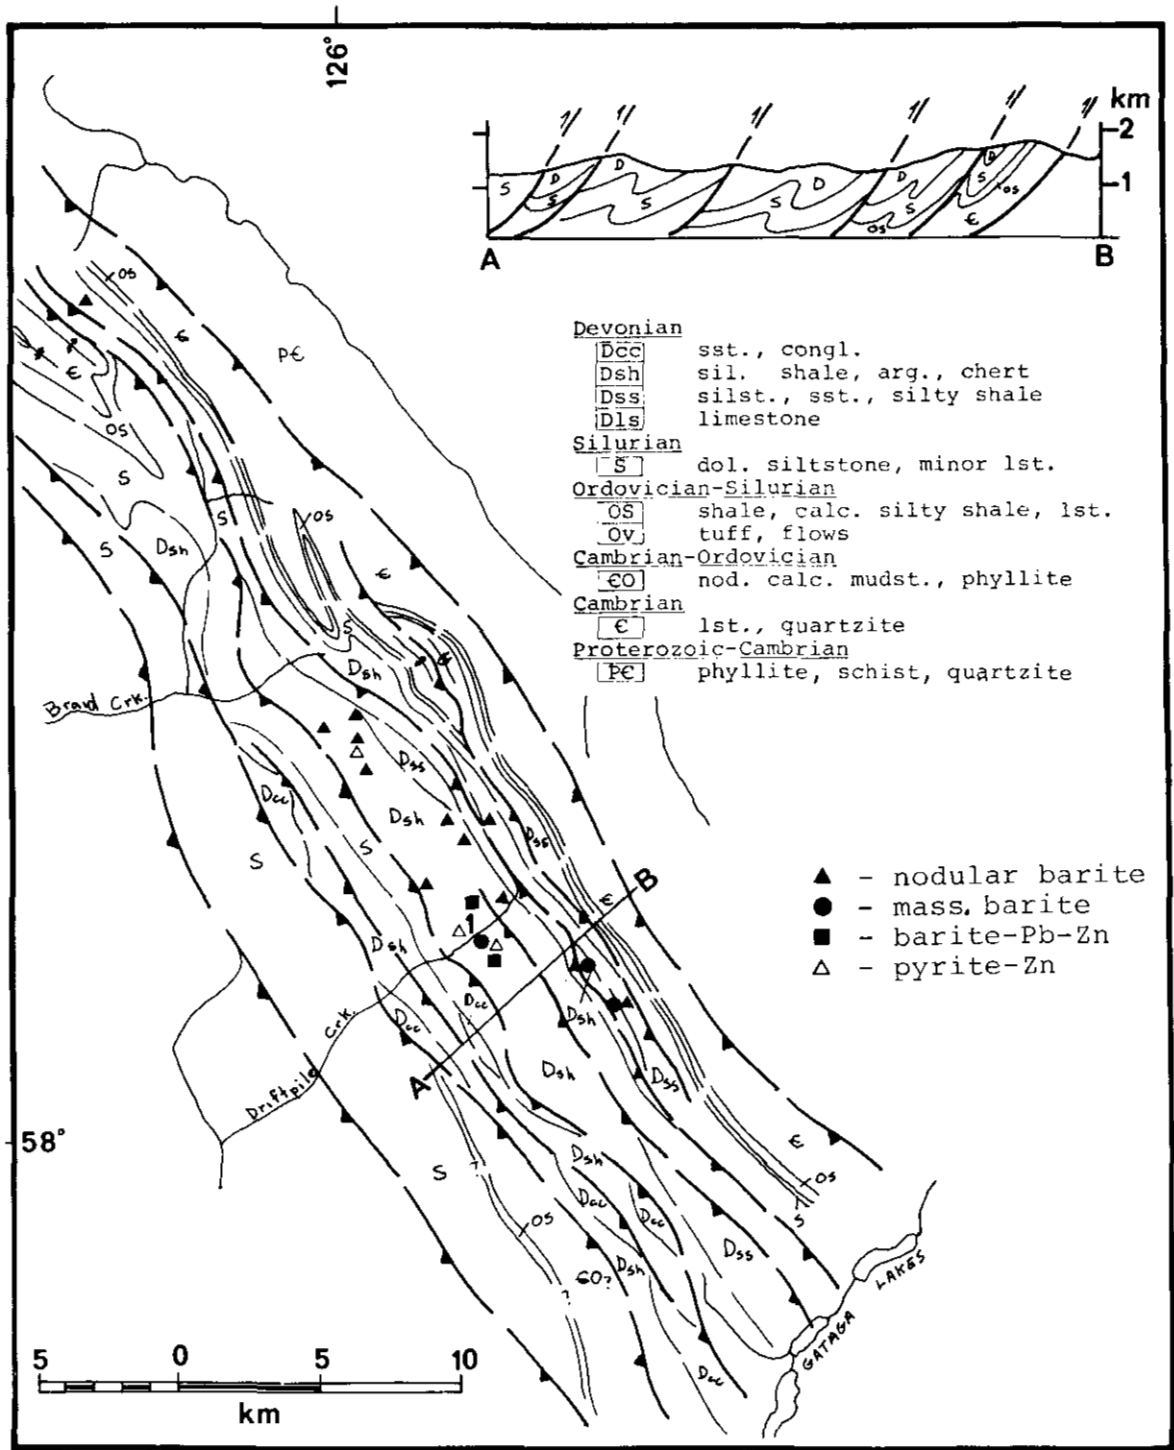 126°
km
2
1
A
B
D
D
D
D
D
S
S
S
S
S
S
OS
OS
Є
Devonian
Dcc sst., congl.
Dsh sil. shale, arg., chert
Dss silst., sst., silty shale
Dls limestone
Silurian
S dol. siltstone, minor lst.
Ordovician-Silurian
OS shale, calc. silty shale, lst.
Ov tuff, flows
Cambrian-Ordovician
ЄO nod. calc. mudst., phyllite
Cambrian
Є lst., quartzite
Proterozoic-Cambrian
PЄ phyllite, schist, quartzite
▲ - nodular barite
● - mass. barite
■ - barite-Pb-Zn
△ - pyrite-Zn
OS
Є
PЄ
Є
OS
S
S
S
Dsh
OS
Є
S
Dsh
Braid Crk.
Dss
Dcc
Dsh
Dss
S
S
B
Є
1
Dsh
Dcc
Dcc
Dsh
A
Driftpile Crk.
Dsh
Dss
58°
Є
S
?
OS
Dsh
Dcc
Dcc
OS
S
Dss
ЄO?
Dsh
?
Dcc
GATAGA LAKES
5 0 5 10
km